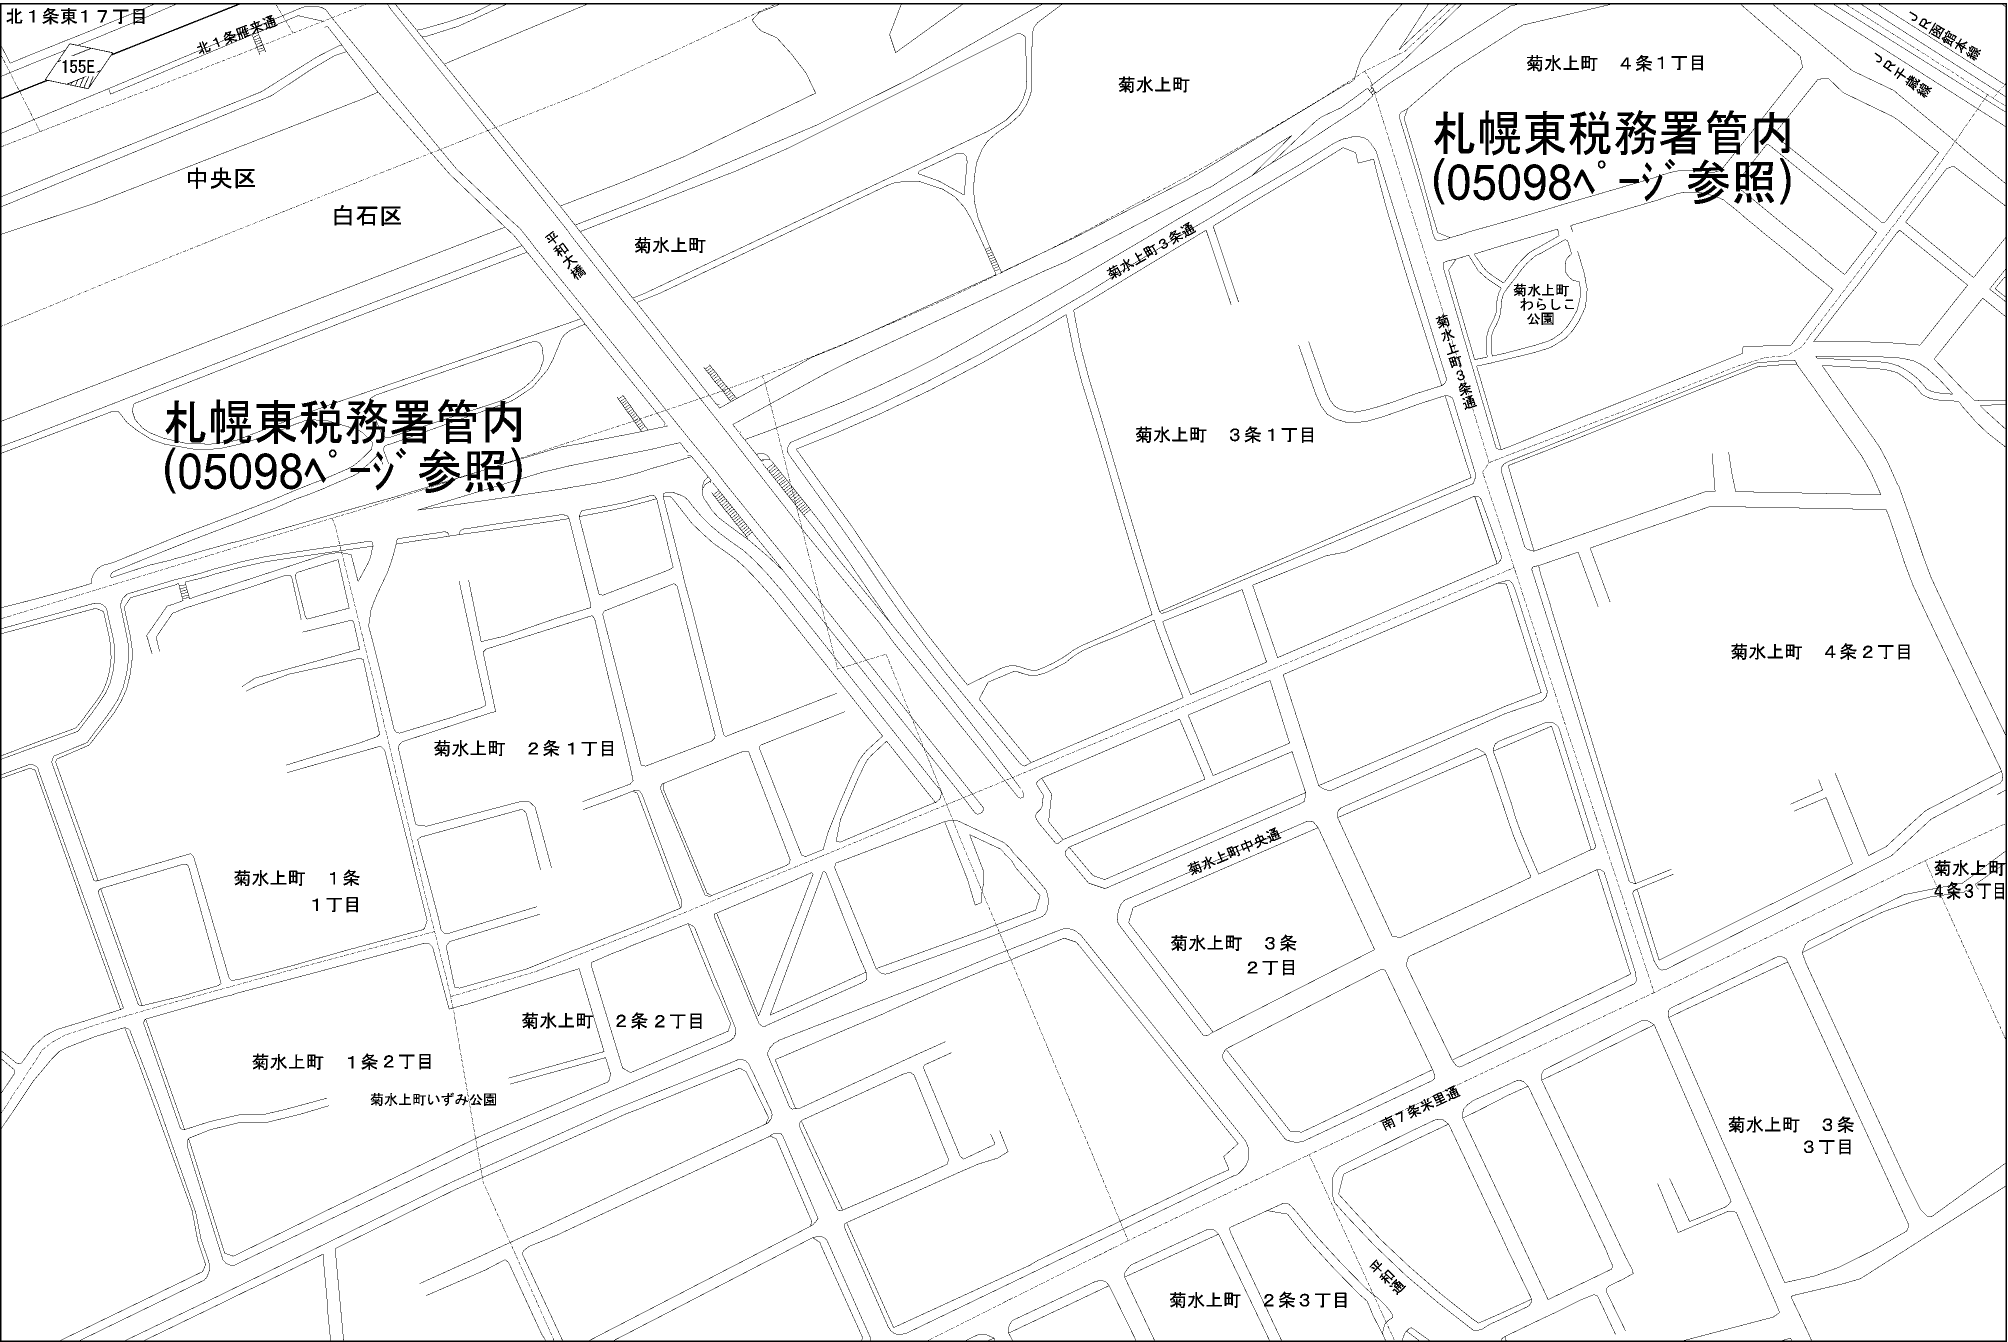 北１条東１７丁目
北１条雁来通
155E
ＪＲ函館本線
ＪＲ千歳線
菊水上町　４条１丁目
菊水上町
札幌東税務署管内
(05098ﾍﾟｰｼﾞ参照)
中央区
白石区
平和大橋
菊水上町
菊水上町３条通
菊水上町
わらしこ
公園
菊水上町３条通
札幌東税務署管内
(05098ﾍﾟｰｼﾞ参照)
菊水上町　３条１丁目
菊水上町　４条２丁目
菊水上町　２条１丁目
菊水上町中央通
菊水上町
４条３丁目
菊水上町　１条
１丁目
菊水上町　３条
２丁目
菊水上町　２条２丁目
菊水上町　１条２丁目
菊水上町いずみ公園
南７条米里通
菊水上町　３条
３丁目
平和通
菊水上町　２条３丁目